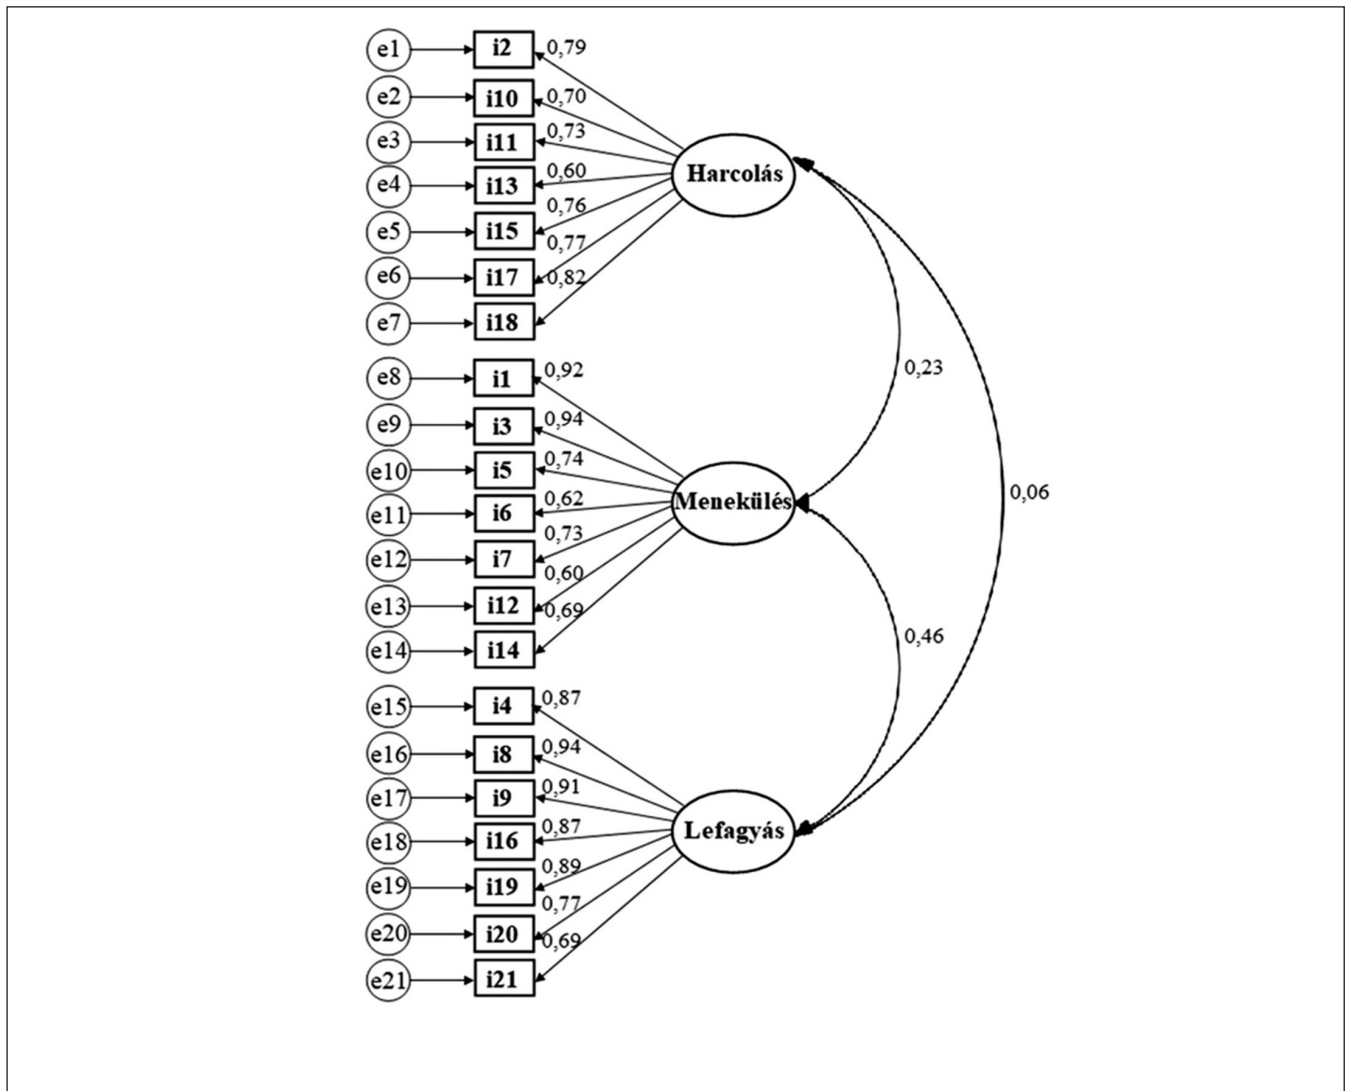 e1 i2 0,79
e2 i10 0,70
e3 i11 0,73
e4 i13 0,60
e5 i15 0,76
e6 i17 0,77
e7 i18 0,82
Harcolás
e8 i1 0,92
e9 i3 0,94
e10 i5 0,74
e11 i6 0,62
e12 i7 0,73
e13 i12 0,60
e14 i14 0,69
Menekülés
e15 i4 0,87
e16 i8 0,94
e17 i9 0,91
e18 i16 0,87
e19 i19 0,89
e20 i20 0,77
e21 i21 0,69
Lefagyás
0,23
0,06
0,46